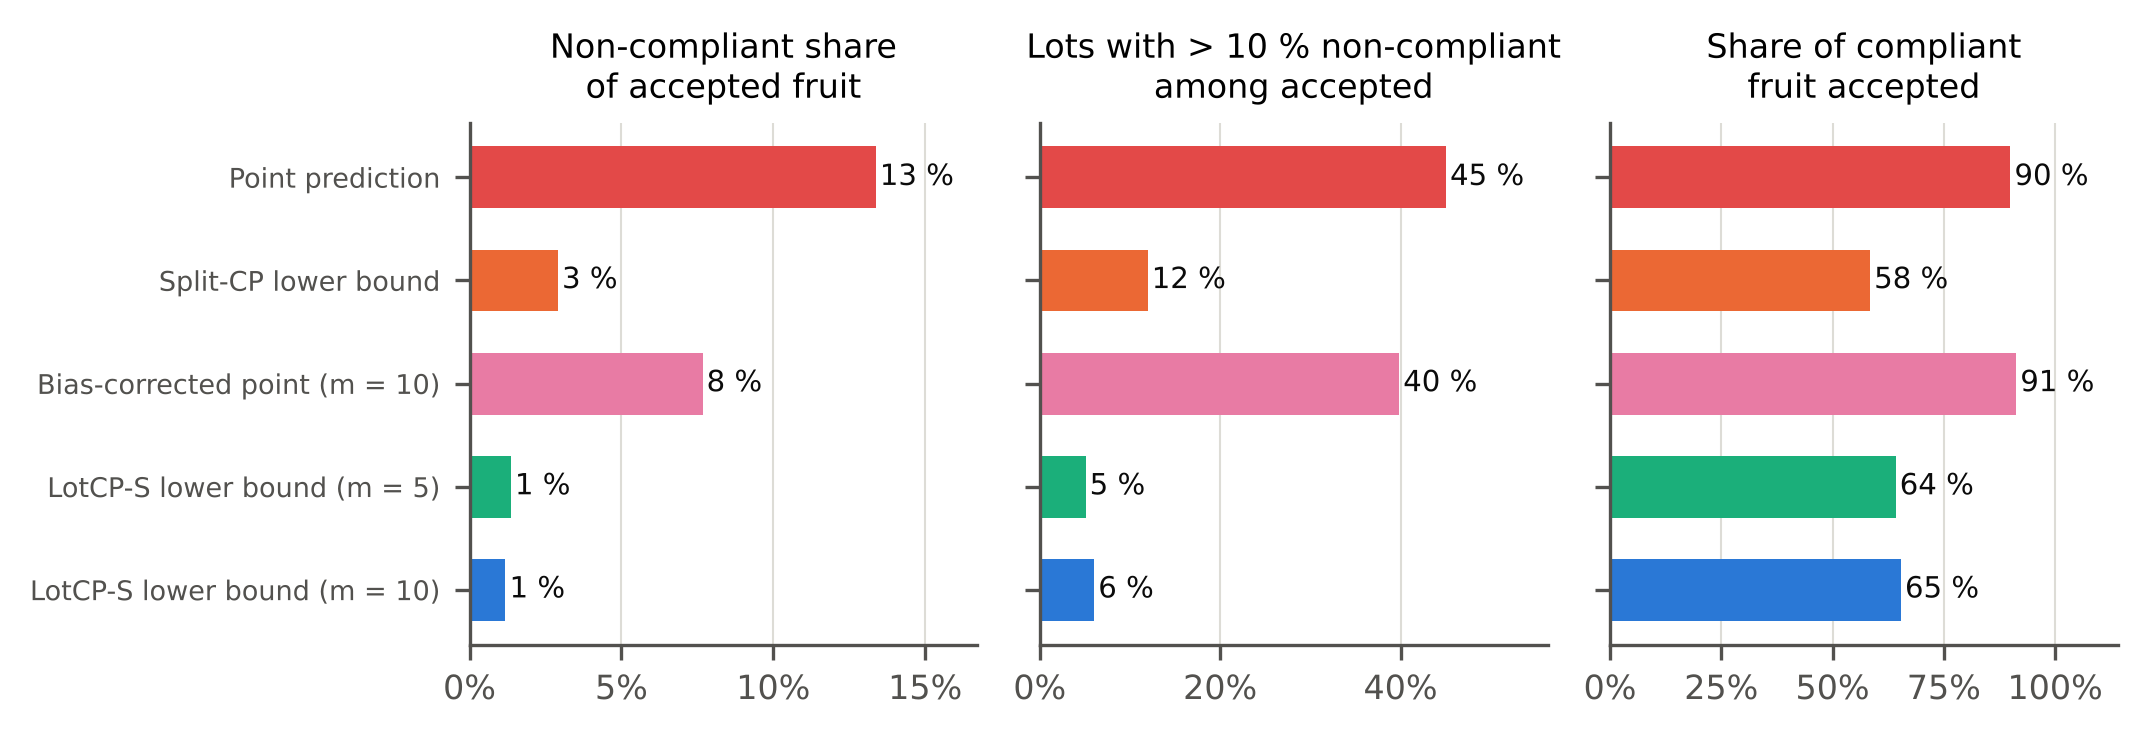 Non-compliant share
of accepted fruit
Lots with > 10 % non-compliant
among accepted
Share of compliant
fruit accepted
Point prediction
13 %
45 %
90 %
Split-CP lower bound
3 %
12 %
58 %
Bias-corrected point (m = 10)
8 %
40 %
91 %
LotCP-S lower bound (m = 5)
1 %
5 %
64 %
LotCP-S lower bound (m = 10)
1 %
6 %
65 %
0% 5% 10% 15%
0% 20% 40%
0% 25% 50% 75% 100%